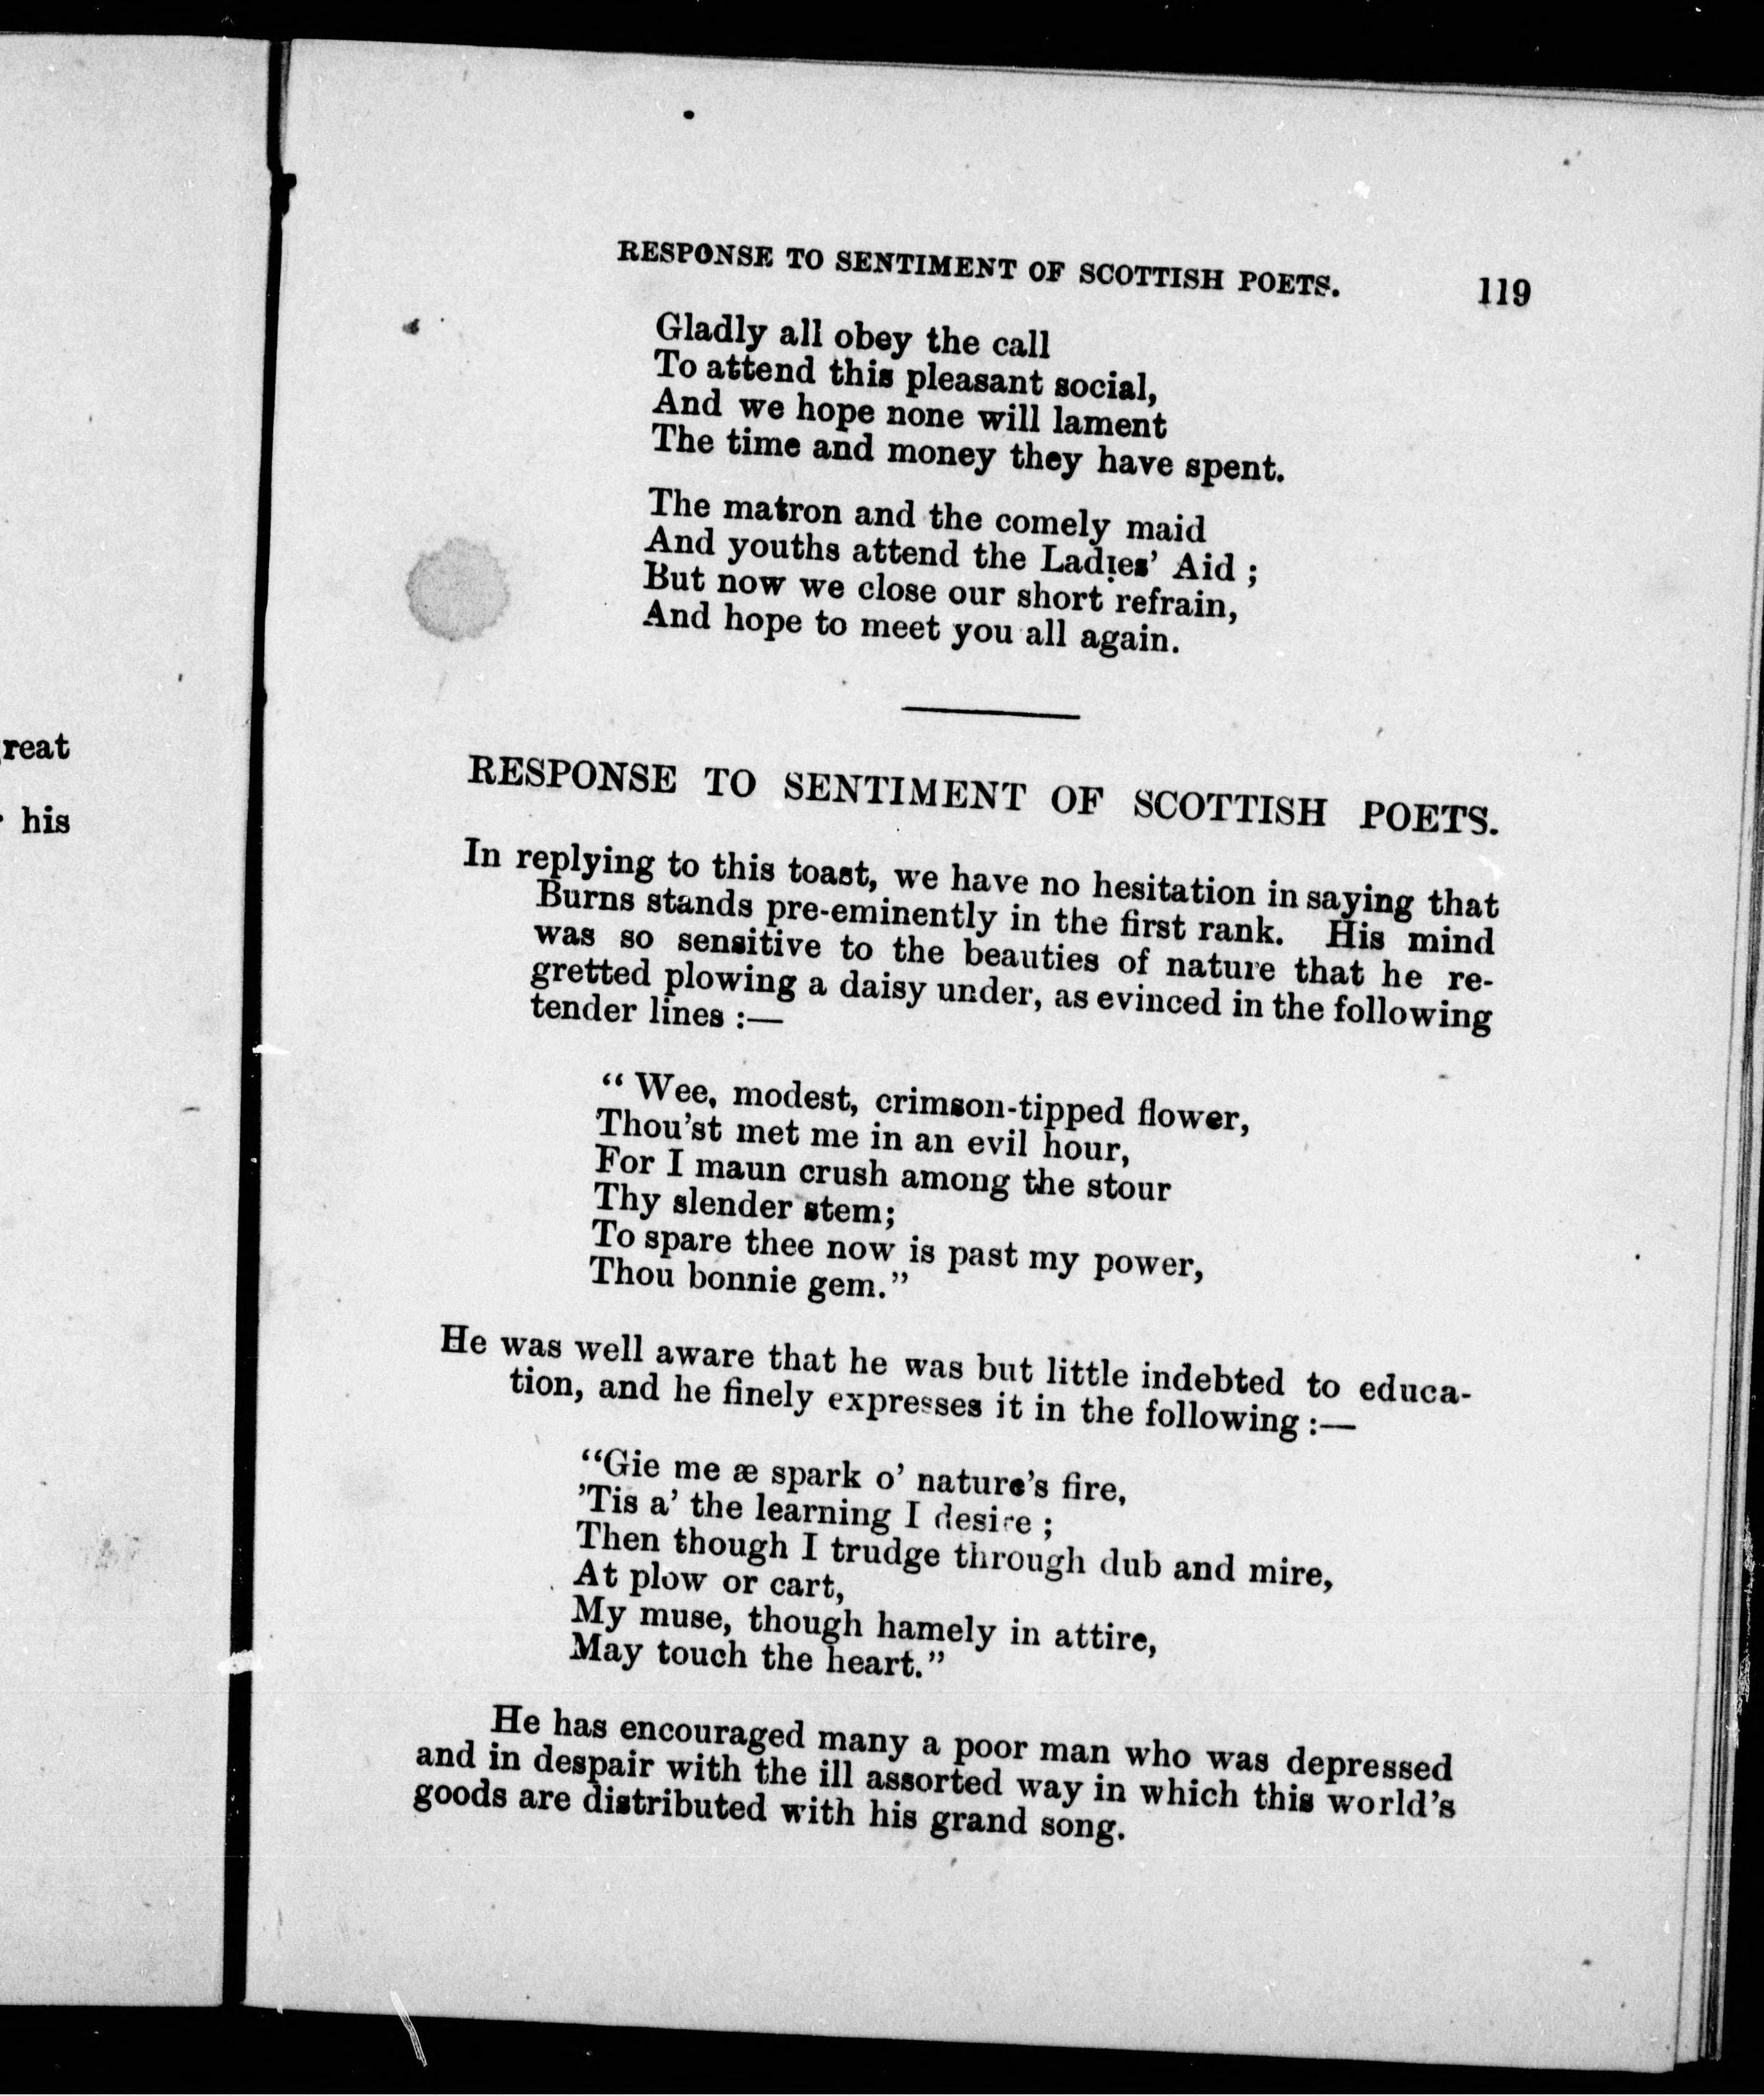 reat
his
RESPONSE TO SENTIMENT OF SCOTTISH POETS. 119
Gladly all obey the call
To attend this pleasant social,
And we hope none will lament
The time and money they have spent.
The matron and the comely maid
And youths attend the Ladies' Aid ;
But now we close our short refrain,
And hope to meet you all again.
RESPONSE TO SENTIMENT OF SCOTTISH POETS.
In replying to this toast, we have no hesitation in saying that
Burns stands pre-eminently in the first rank. His mind
was so sensitive to the beauties of nature that he re-
gretted plowing a daisy under, as evinced in the following
tender lines :—
“ Wee, modest, crimson-tipped flower,
Thou'st met me in an evil hour,
For I maun crush among the stour
Thy slender stem;
To spare thee now is past my power,
Thou bonnie gem.”
He was well aware that he was but little indebted to educa-
tion, and he finely expresses it in the following :—
“Gie me æ spark o' nature's fire,
'Tis a' the learning I desire ;
Then though I trudge through dub and mire,
At plow or cart,
My muse, though hamely in attire,
May touch the heart.”
He has encouraged many a poor man who was depressed
and in despair with the ill assorted way in which this world's
goods are distributed with his grand song.